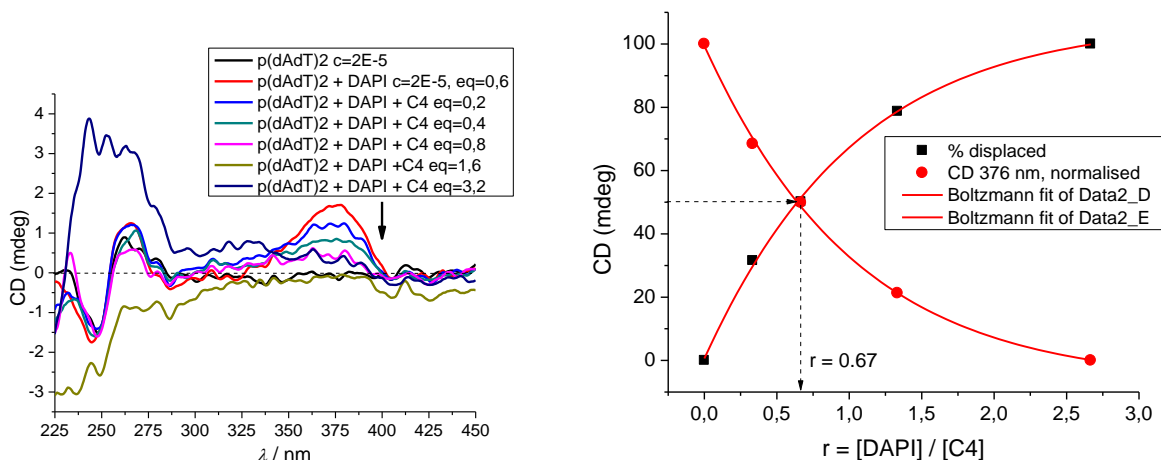 p(dAdT)2 c=2E-5
p(dAdT)2 + DAPI c=2E-5, eq=0,6
p(dAdT)2 + DAPI + C4 eq=0,2
p(dAdT)2 + DAPI + C4 eq=0,4
p(dAdT)2 + DAPI + C4 eq=0,8
p(dAdT)2 + DAPI +C4 eq=1,6
p(dAdT)2 + DAPI + C4 eq=3,2
4
3
2
1
0
-1
-2
-3
CD (mdeg)
225 250 275 300 325 350 375 400 425 450
λ / nm
100
80
60
40
20
0
CD (mdeg)
% displaced
CD 376 nm, normalised
Boltzmann fit of Data2_D
Boltzmann fit of Data2_E
r = 0.67
0,0 0,5 1,0 1,5 2,0 2,5 3,0
r = [DAPI] / [C4]